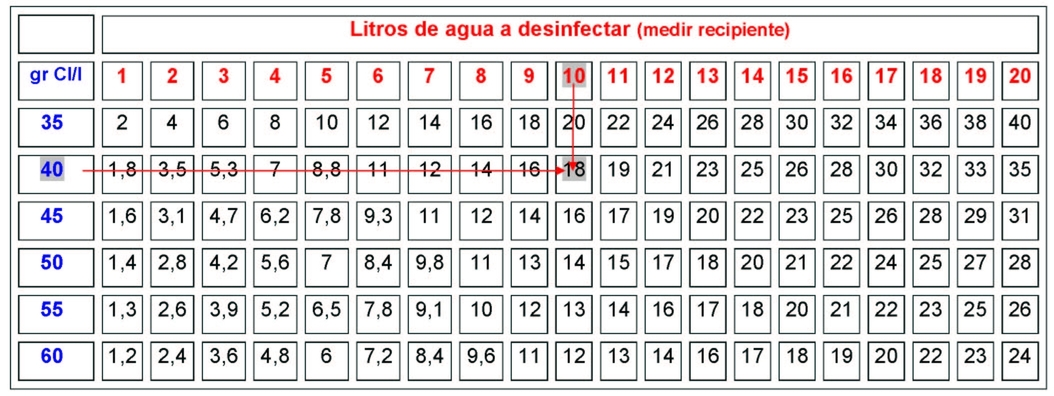 Litros de agua a desinfectar (medir recipiente)
gr Cl/l 1 2 3 4 5 6 7 8 9 10 11 12 13 14 15 16 17 18 19 20
35 2 4 6 8 10 12 14 16 18 20 22 24 26 28 30 32 34 36 38 40
40 1,8 3,5 5,3 7 8,8 11 12 14 16 18 19 21 23 25 26 28 30 32 33 35
45 1,6 3,1 4,7 6,2 7,8 9,3 11 12 14 16 17 19 20 22 23 25 26 28 29 31
50 1,4 2,8 4,2 5,6 7 8,4 9,8 11 13 14 15 17 18 20 21 22 24 25 27 28
55 1,3 2,6 3,9 5,2 6,5 7,8 9,1 10 12 13 14 16 17 18 20 21 22 23 25 26
60 1,2 2,4 3,6 4,8 6 7,2 8,4 9,6 11 12 13 14 16 17 18 19 20 22 23 24